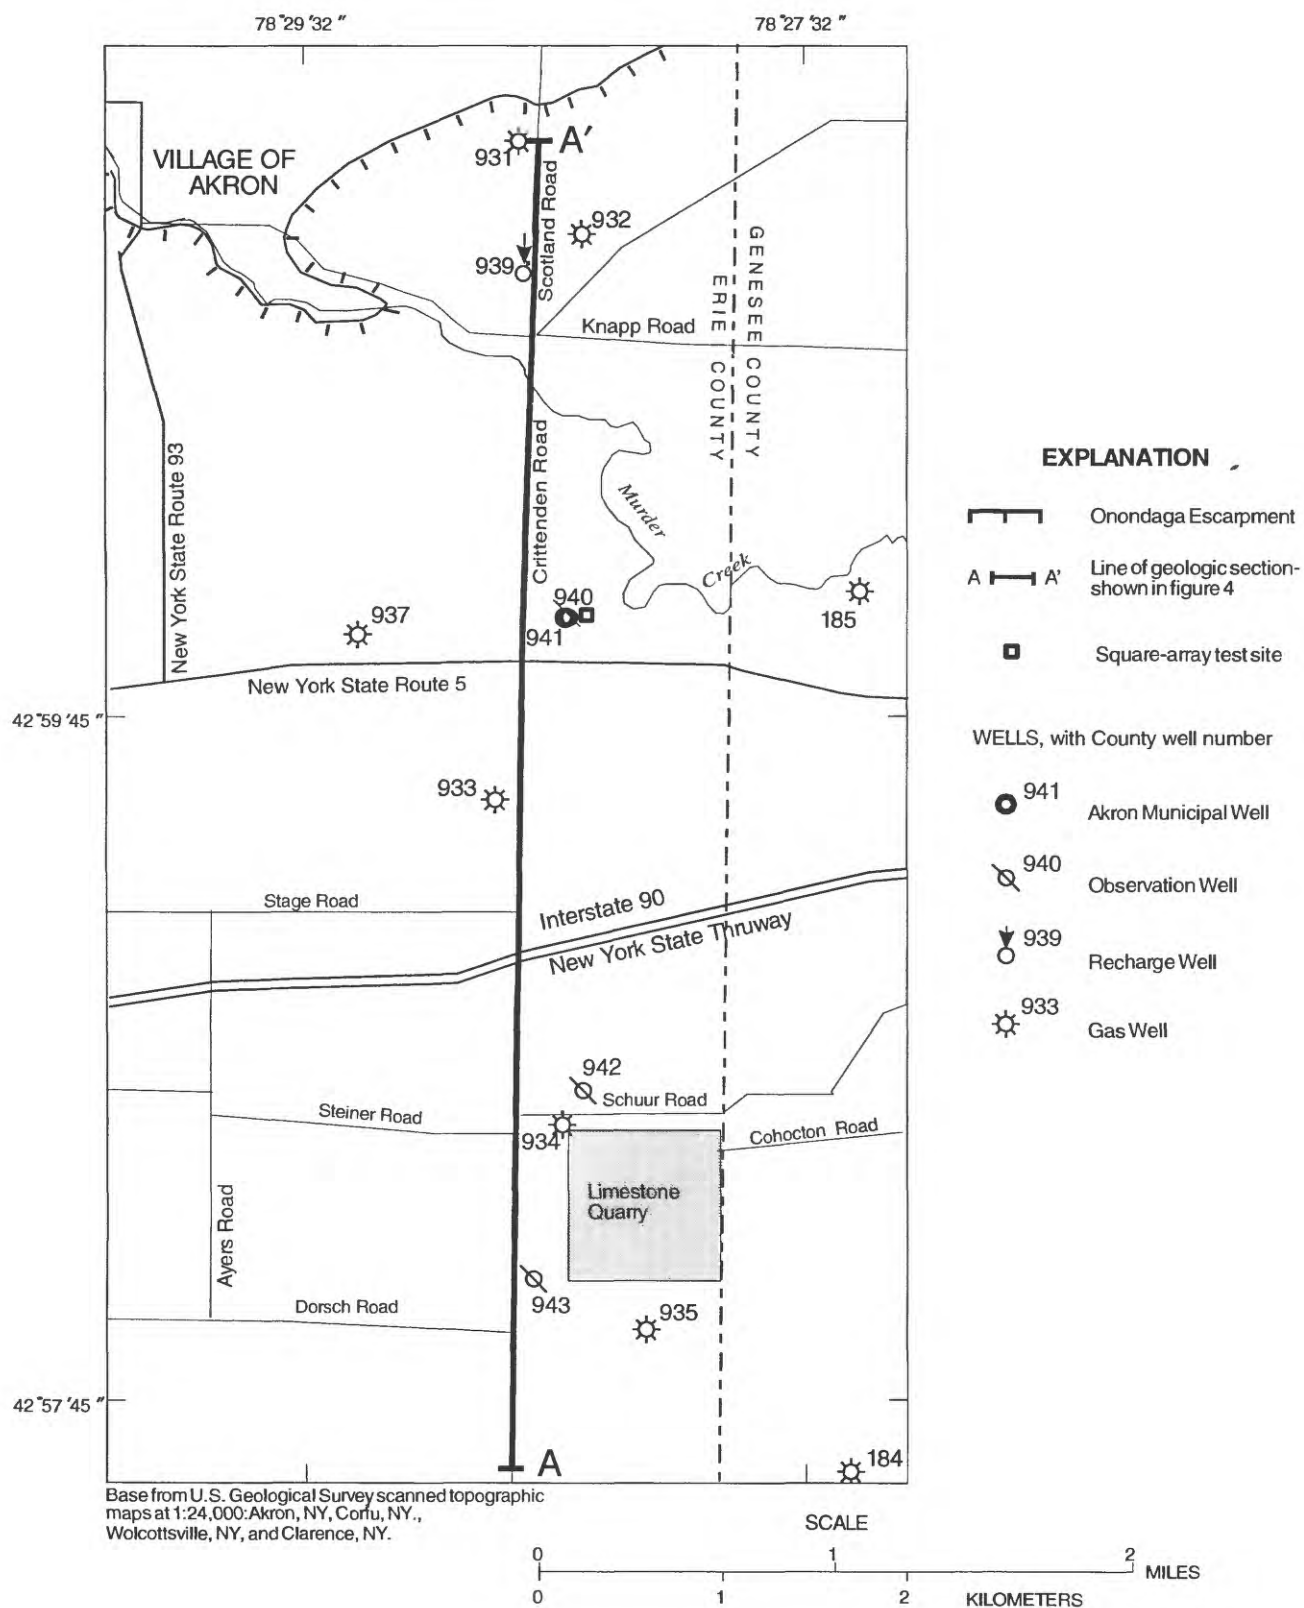 78°29'32"
78°27'32"
VILLAGE OF
AKRON
931
A'
Scotland Road
932
939
Knapp Road
GENESEE COUNTY
ERIE COUNTY
New York State Route 93
Crittenden Road
Murder
Creek
937
940
941
185
New York State Route 5
42°59'45"
933
Stage Road
Interstate 90
New York State Thruway
942
Schuur Road
Steiner Road
934
Cohocton Road
Limestone
Quarry
Ayers Road
943
Dorsch Road
935
42°57'45"
A
184
Base from U.S. Geological Survey scanned topographic
maps at 1:24,000:Akron, NY, Corfu, NY.,
Wolcottsville, NY, and Clarence, NY.
SCALE
0 1 2
MILES
0 1 2
KILOMETERS
EXPLANATION
Onondaga Escarpment
A A' Line of geologic section-
shown in figure 4
Square-array test site
WELLS, with County well number
941
Akron Municipal Well
940
Observation Well
939
Recharge Well
933
Gas Well